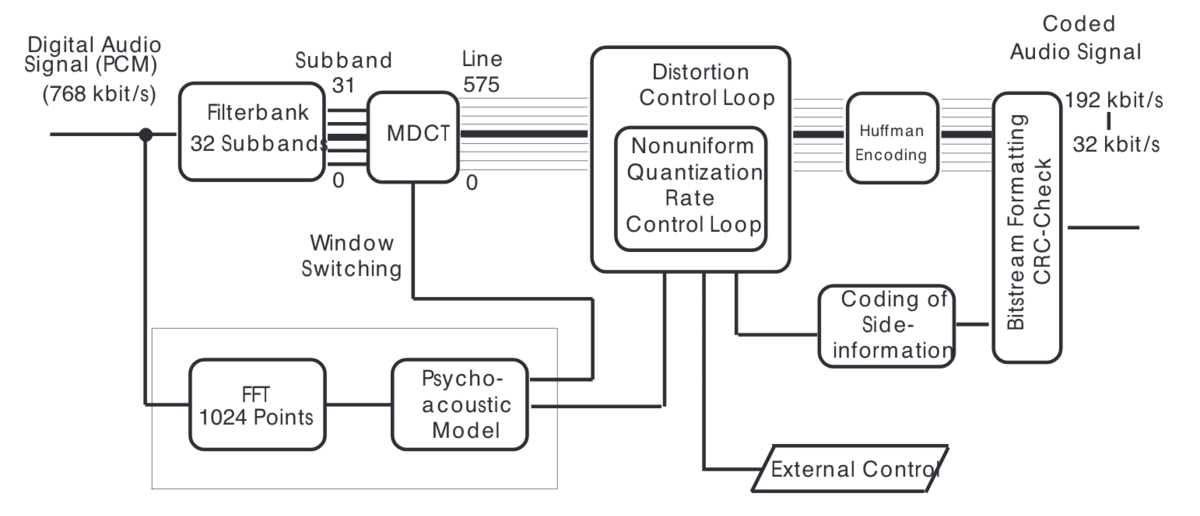 Digital Audio
Signal (PCM)
(768 kbit/s)
Filterbank
32 Subbands
Subband
31
0
MDCT
Line
575
0
Window
Switching
FFT
1024 Points
Psycho-
acoustic
Model
Distortion
Control Loop
Nonuniform
Quantization
Rate
Control Loop
Huffman
Encoding
Coding of
Side-
information
External Control
Bitstream Formatting
CRC-Check
Coded
Audio Signal
192 kbit/s
32 kbit/s